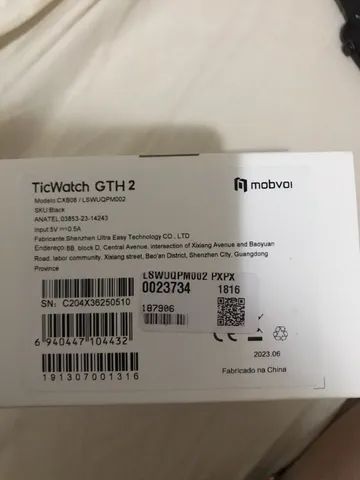 TicWatch GTH 2
mobvoi
Modelo:CXB08 / LSWUQPM002
SKU:Black
ANATEL:03853-23-14243
Input:5V⎓0.5A
Fabricante:Shenzhen Ultra Easy Technology CO., LTD
Endereço:BB, block D, Central Avenue, intersection of Xixiang Avenue and Baoyuan
Road, labor community, Xixiang street, Bao'an District, Shenzhen City, Guangdong
Province
LSWUQPM002 PXPX
0023734 1816
187906
SN: C204X36250510
6 940447 104432
191307001316
CE
2023.06
Fabricado na China